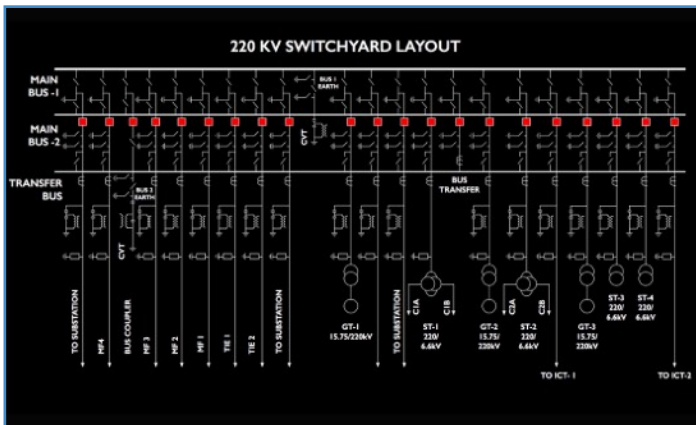 220 KV SWITCHYARD LAYOUT
MAIN
BUS -1
BUS 1
EARTH
MAIN
BUS -2
CVT
TRANSFER
BUS
BUS 2
EARTH
BUS
TRANSFER
CVT
TO SUBSTATION
MF4
BUS COUPLER
MF 3
MF 2
MF 1
TIE 1
TIE 2
TO SUBSTATION
GT-1
15.75/220kV
TO SUBSTATION
C1A
C1B
ST-1
220/
6.6kV
GT-2
15.75/
220kV
C2A
C2B
ST-2
220/
6.6kV
GT-3
15.75/
220kV
ST-3
220/
6.6kV
ST-4
220/
6.6kV
TO ICT- 1
TO ICT-2